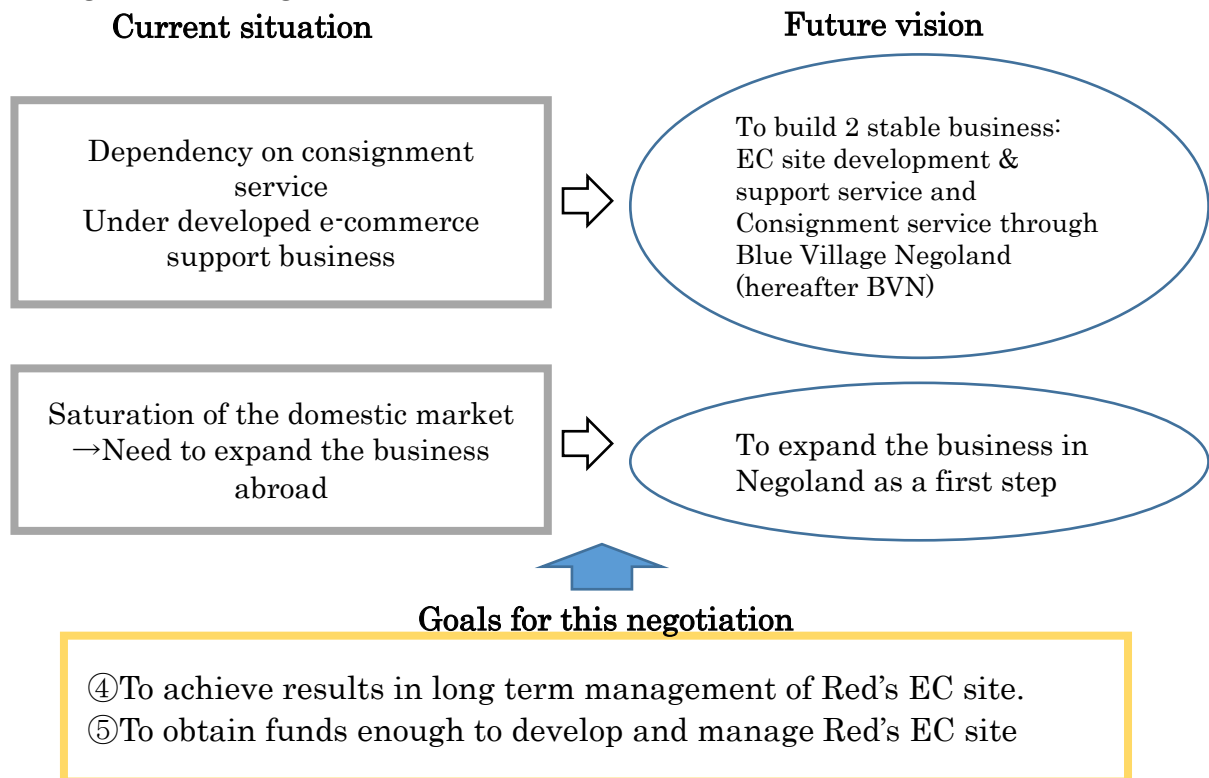 Current situation
Future vision
Dependency on consignment
service
Under developed e-commerce
support business
To build 2 stable business:
EC site development &
support service and
Consignment service through
Blue Village Negoland
(hereafter BVN)
Saturation of the domestic market
→Need to expand the business
abroad
To expand the business in
Negoland as a first step
Goals for this negotiation
④To achieve results in long term management of Red’s EC site.
⑤To obtain funds enough to develop and manage Red’s EC site